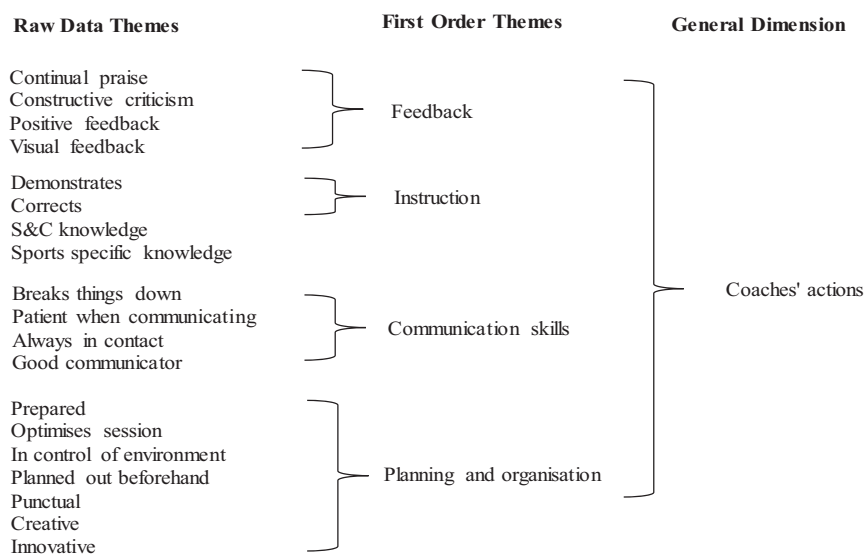 Raw Data Themes
First Order Themes
General Dimension
Continual praise
Constructive criticism
Positive feedback
Visual feedback
Feedback
Demonstrates
Corrects
S&C knowledge
Sports specific knowledge
Instruction
Breaks things down
Patient when communicating
Always in contact
Good communicator
Communication skills
Prepared
Optimises session
In control of environment
Planned out beforehand
Punctual
Creative
Innovative
Planning and organisation
Coaches' actions